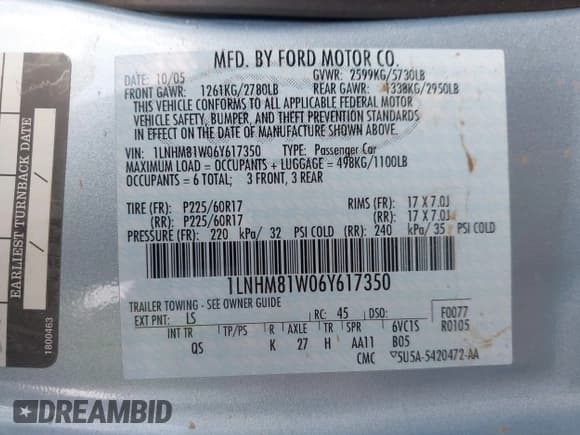 MFD. BY FORD MOTOR CO.
DATE: 10/05 GVWR: 2599KG/5730LB
FRONT GAWR: 1261KG/2780LB REAR GAWR: 1338KG/2950LB
THIS VEHICLE CONFORMS TO ALL APPLICABLE FEDERAL MOTOR
VEHICLE SAFETY, BUMPER, AND THEFT PREVENTION STANDARDS
IN EFFECT ON THE DATE OF MANUFACTURE SHOWN ABOVE.
VIN: 1LNHM81W06Y617350 TYPE: Passenger Car
MAXIMUM LOAD = OCCUPANTS + LUGGAGE = 498KG/1100LB
OCCUPANTS = 6 TOTAL; 3 FRONT, 3 REAR
TIRE (FR): P225/60R17 RIMS (FR): 17 X 7.0J
(RR): P225/60R17 (RR): 17 X 7.0J
PRESSURE (FR): 220 kPa/ 32 PSI COLD (RR): 240 kPa/ 35 PSI COLD
1LNHM81W06Y617350
TRAILER TOWING - SEE OWNER GUIDE
EXT PNT: LS RC: 45 DSO: F0077
R0105
INT TR TP/PS R AXLE TR SPR 6VC1S
QS K 27 H AA11 B05
CMC ▽5U5A-5420472-AA
EARLIEST TURNBACK DATE
1800463
DREAMBID